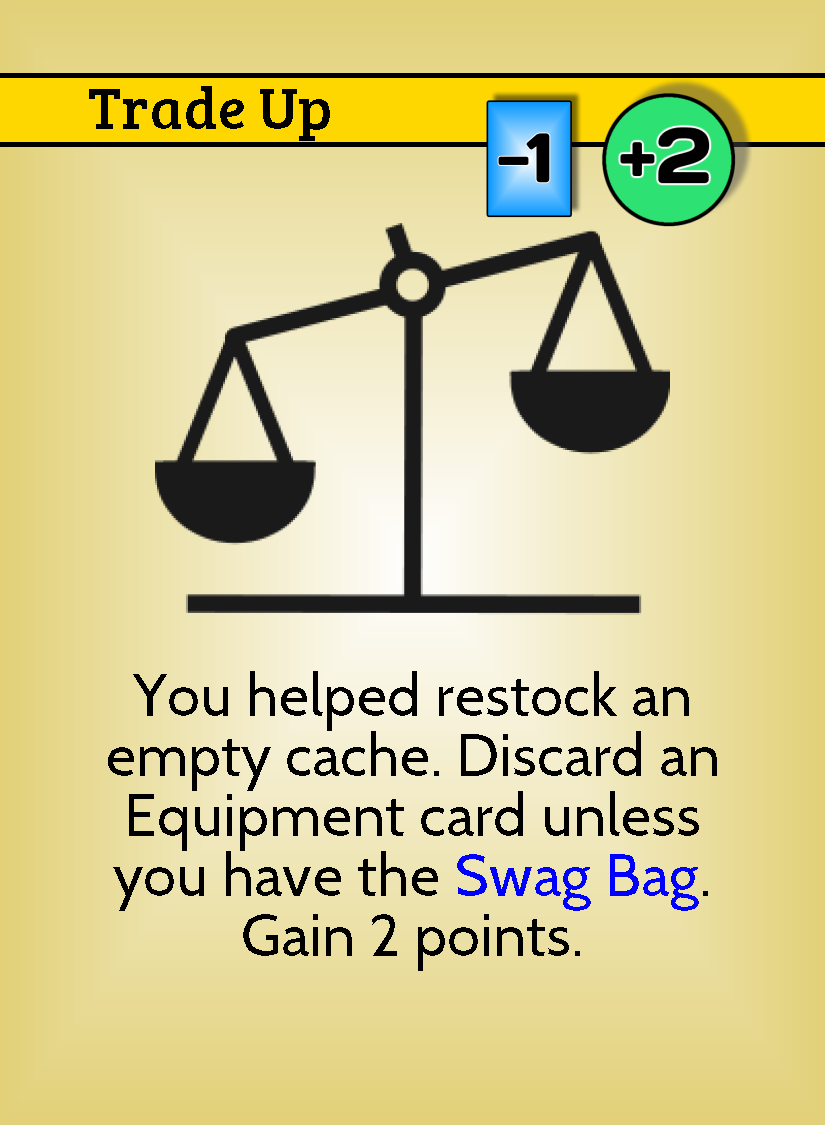 Trade Up
-1
+2
You helped restock an
empty cache. Discard an
Equipment card unless
you have the Swag Bag.
Gain 2 points.